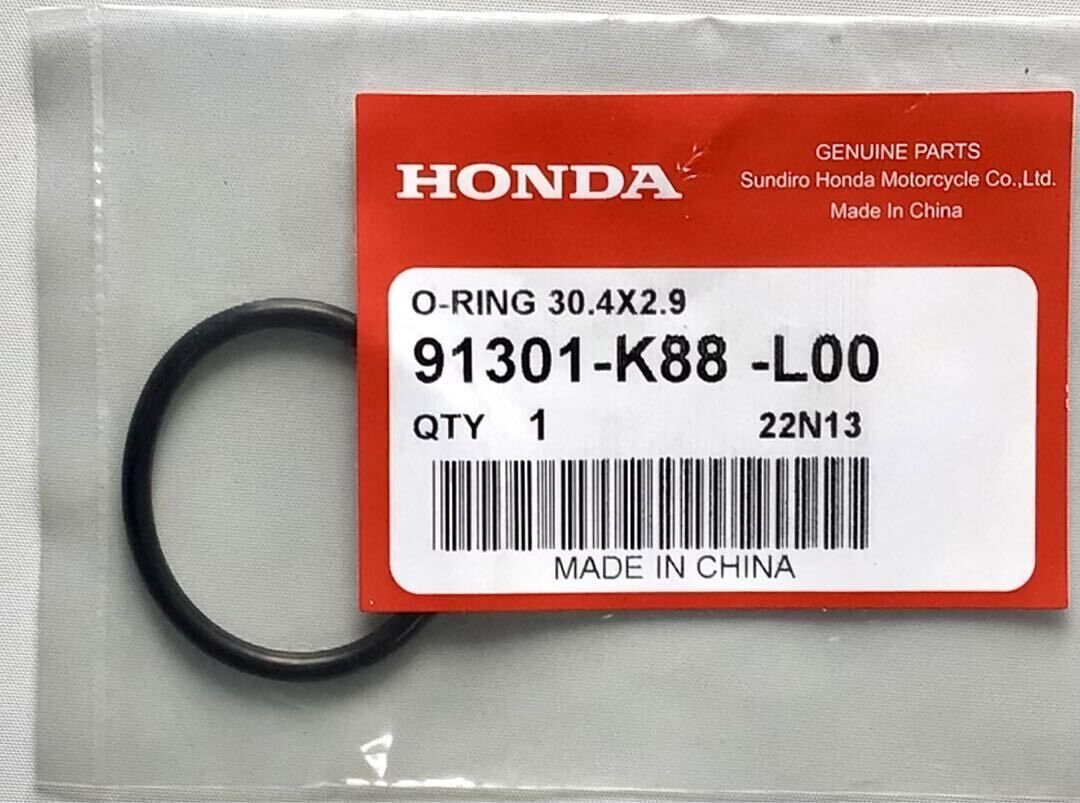 HONDA
GENUINE PARTS
Sundiro Honda Motorcycle Co.,Ltd.
Made In China
O-RING 30.4X2.9
91301-K88 -L00
QTY 1 22N13
MADE IN CHINA